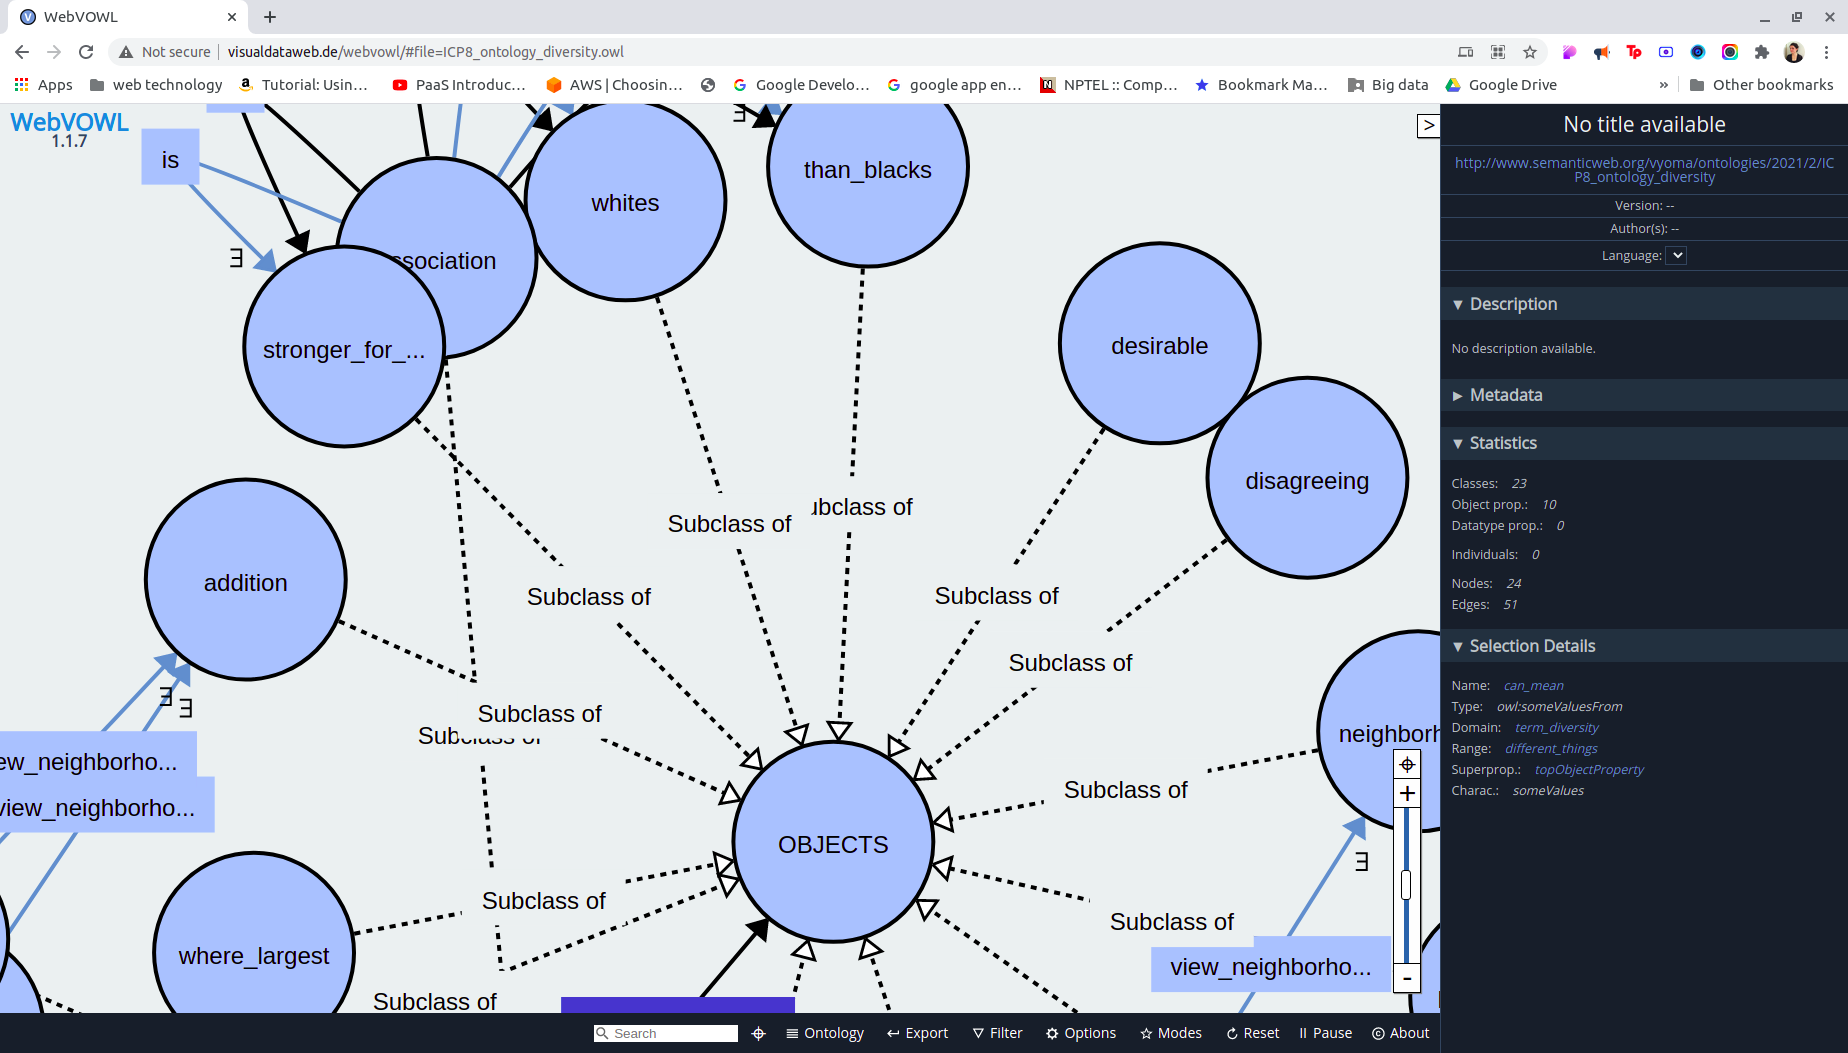 WebVOWL
Not secure
visualdataweb.de/webvowl/#file=ICP8_ontology_diversity.owl
Apps
web technology
Tutorial: Usin...
PaaS Introduc...
AWS | Choosin...
Google Develo...
google app en...
NPTEL :: Comp...
Bookmark Ma...
Big data
Google Drive
»
Other bookmarks
WebVOWL
1.1.7
is
ssociation
whites
than_blacks
>
∃
∃
stronger_for_...
desirable
disagreeing
addition
Subclass of
ubclass of
Subclass of
Subclass of
Subclass of
Subclass of
Subclass of
∃
∃
ew_neighborho...
view_neighborho...
neighborh
Subclass of
OBJECTS
∃
where_largest
Subclass of
Subclass of
view_neighborho...
Subclass of
+
-
No title available
http://www.semanticweb.org/vyoma/ontologies/2021/2/IC
P8_ontology_diversity
Version: --
Author(s): --
Language:
▼ Description
No description available.
▶ Metadata
▼ Statistics
Classes: 23
Object prop.: 10
Datatype prop.: 0
Individuals: 0
Nodes: 24
Edges: 51
▼ Selection Details
Name: can_mean
Type: owl:someValuesFrom
Domain: term_diversity
Range: different_things
Superprop.: topObjectProperty
Charac.: someValues
Search
Ontology
Export
Filter
Options
Modes
Reset
Pause
About